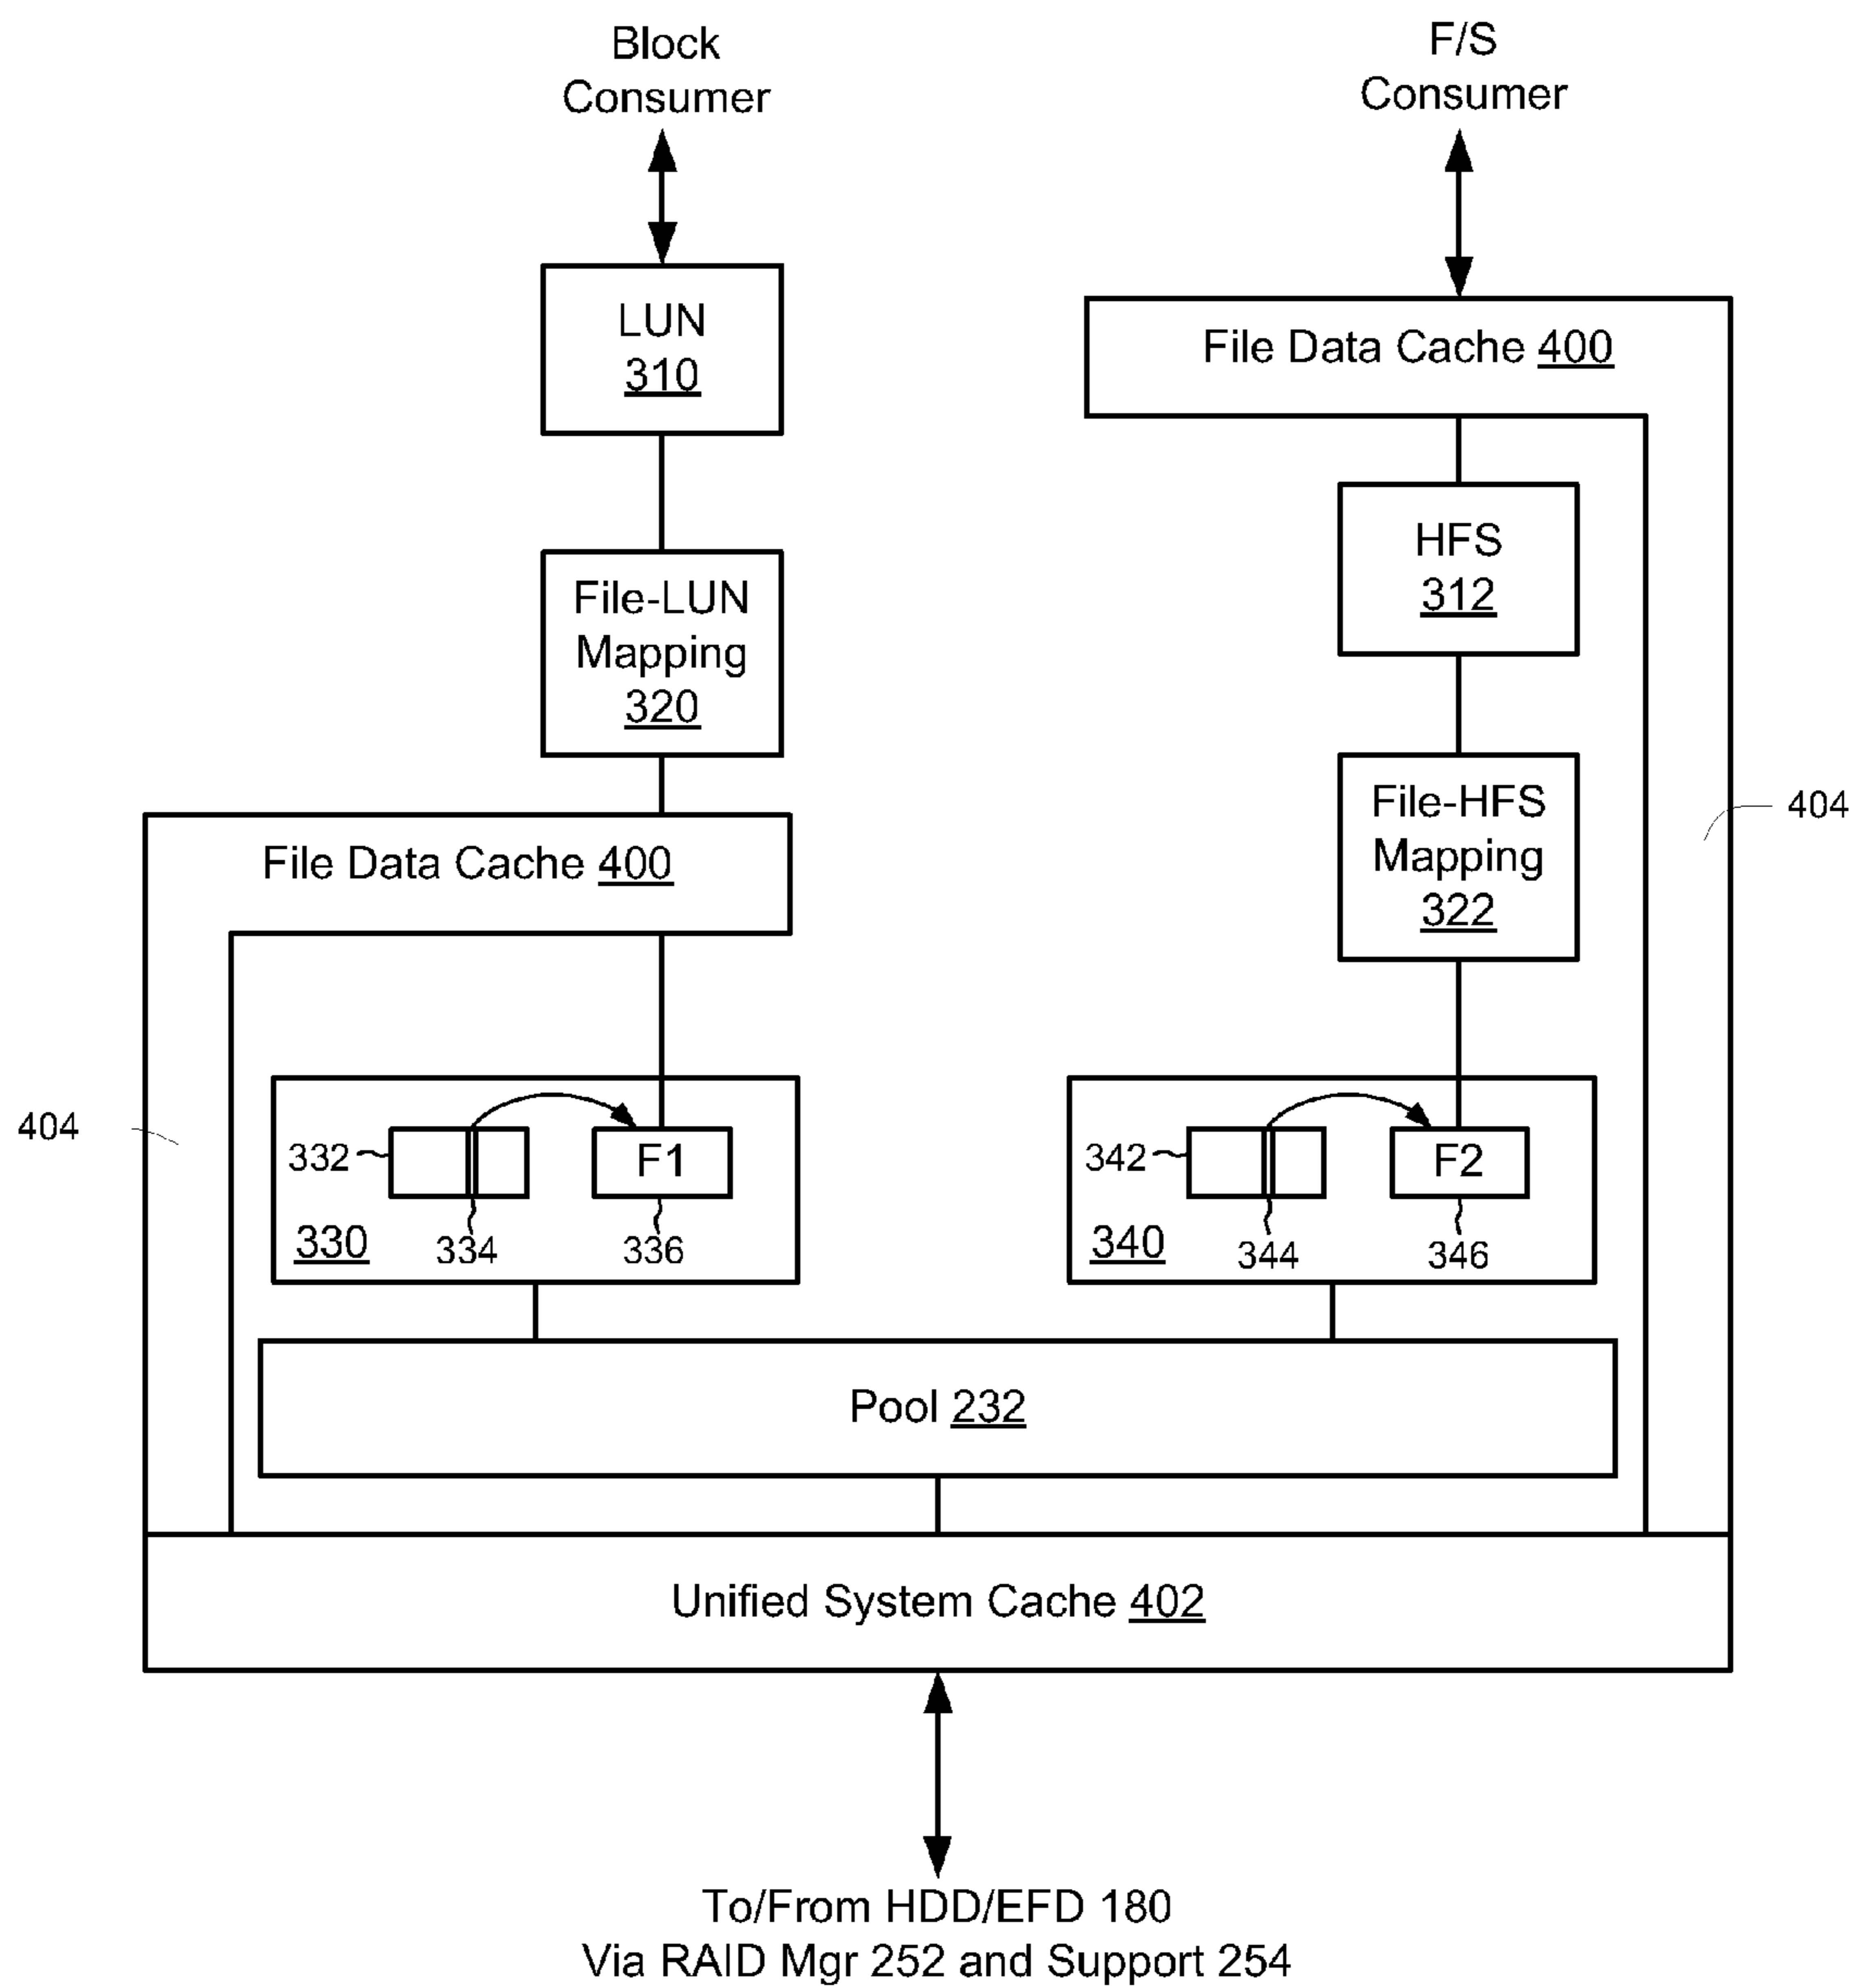 Block
Consumer
F/S
Consumer
LUN
310
File Data Cache 400
HFS
312
File-LUN
Mapping
320
File-HFS
Mapping
322
404
File Data Cache 400
404
332
F1
330
334
336
342
F2
340
344
346
Pool 232
Unified System Cache 402
To/From HDD/EFD 180
Via RAID Mgr 252 and Support 254